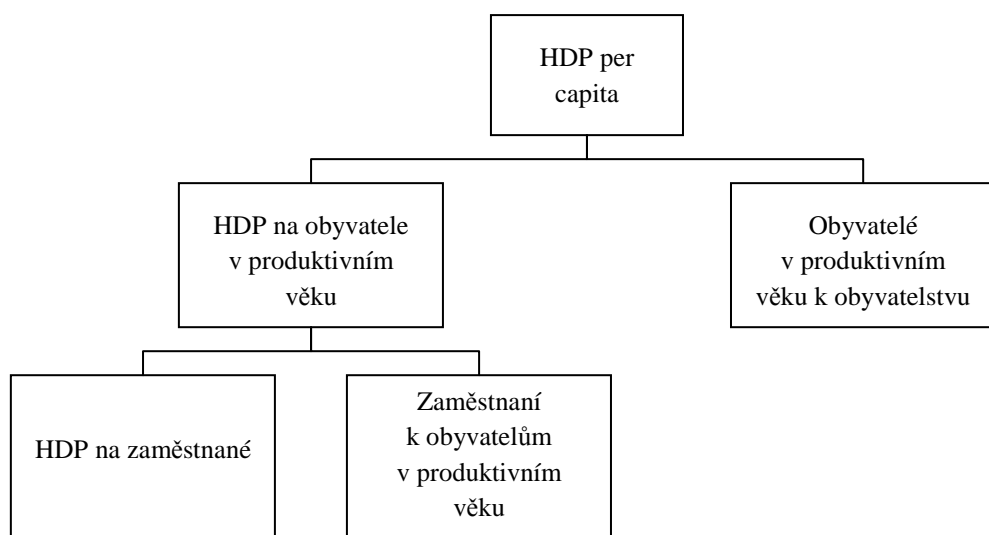 HDP per
capita
HDP na obyvatele
v produktivním
věku
Obyvatelé
v produktivním
věku k obyvatelstvu
HDP na zaměstnané
Zaměstnaní
k obyvatelům
v produktivním
věku